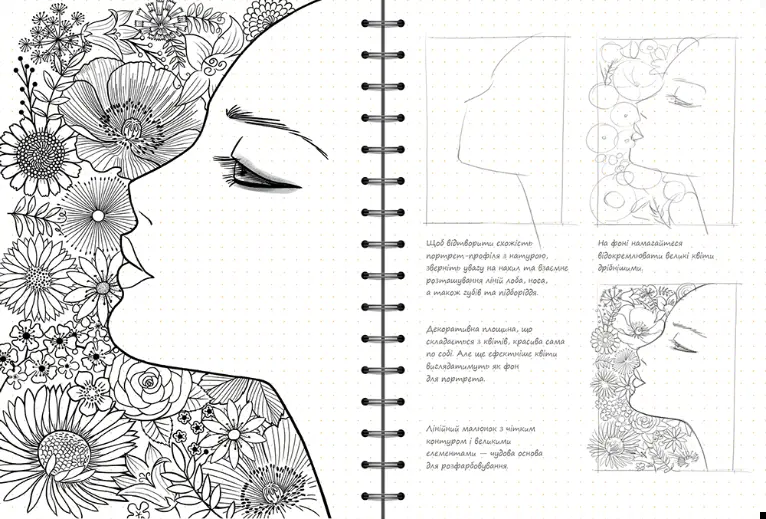 Щоб відтворити схожість
портрет-профіля з натурою,
зверніть увагу на нахил та взаємне
розташування ліній лоба, носа,
а також губів та підборіддя.
На фоні намагайтеся
відокремлювати великі квіти
дрібнішими.
Декоративна площина, що
складається з квітів, красива сама
по собі. Але ще ефектніше квіти
виглядатимуть як фон
для портрета.
Лінійний малюнок з чітким
контуром і великими
елементами — чудова основа
для розфарбовування.